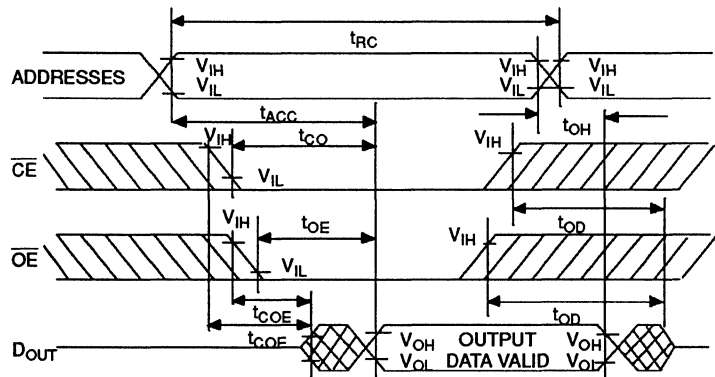 tRC
ADDRESSES VIH VIH VIH
VIL VIL VIL
tACC
tOH
VIH tCO VIH
CE
VIL
VIH tOE VIH tOD
OE
VIL
tCOE tOD
tCOE VOH OUTPUT VOH
DOUT VOL DATA VALID VOL